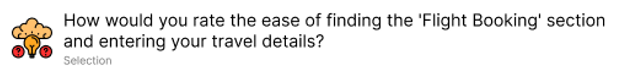 How would you rate the ease of finding the 'Flight Booking' section
and entering your travel details?
Selection